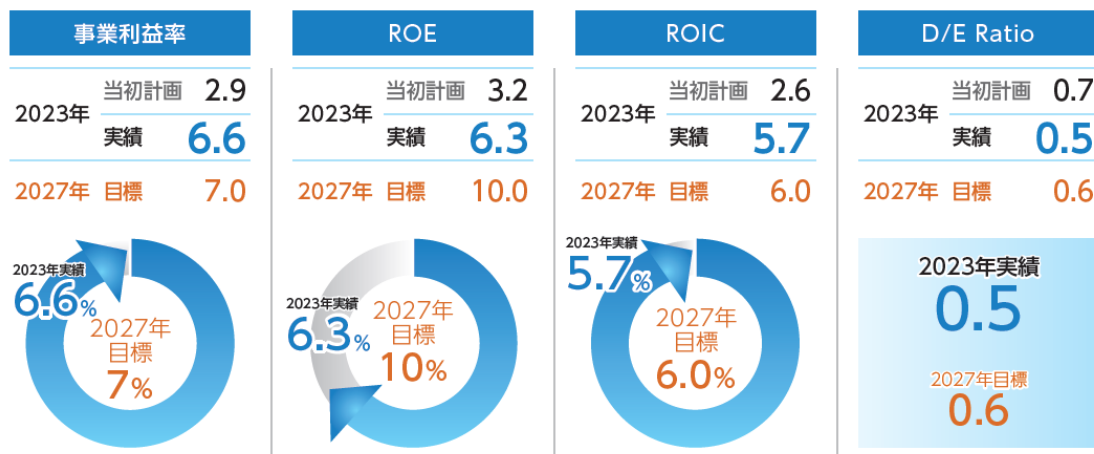 事業利益率
2023年
当初計画 2.9
実績 6.6
2027年 目標 7.0
2023年実績
6.6%
2027年
目標
7%
ROE
2023年
当初計画 3.2
実績 6.3
2027年 目標 10.0
2023年実績
6.3%
2027年
目標
10%
ROIC
2023年
当初計画 2.6
実績 5.7
2027年 目標 6.0
2023年実績
5.7%
2027年
目標
6.0%
D/E Ratio
2023年
当初計画 0.7
実績 0.5
2027年 目標 0.6
2023年実績
0.5
2027年目標
0.6